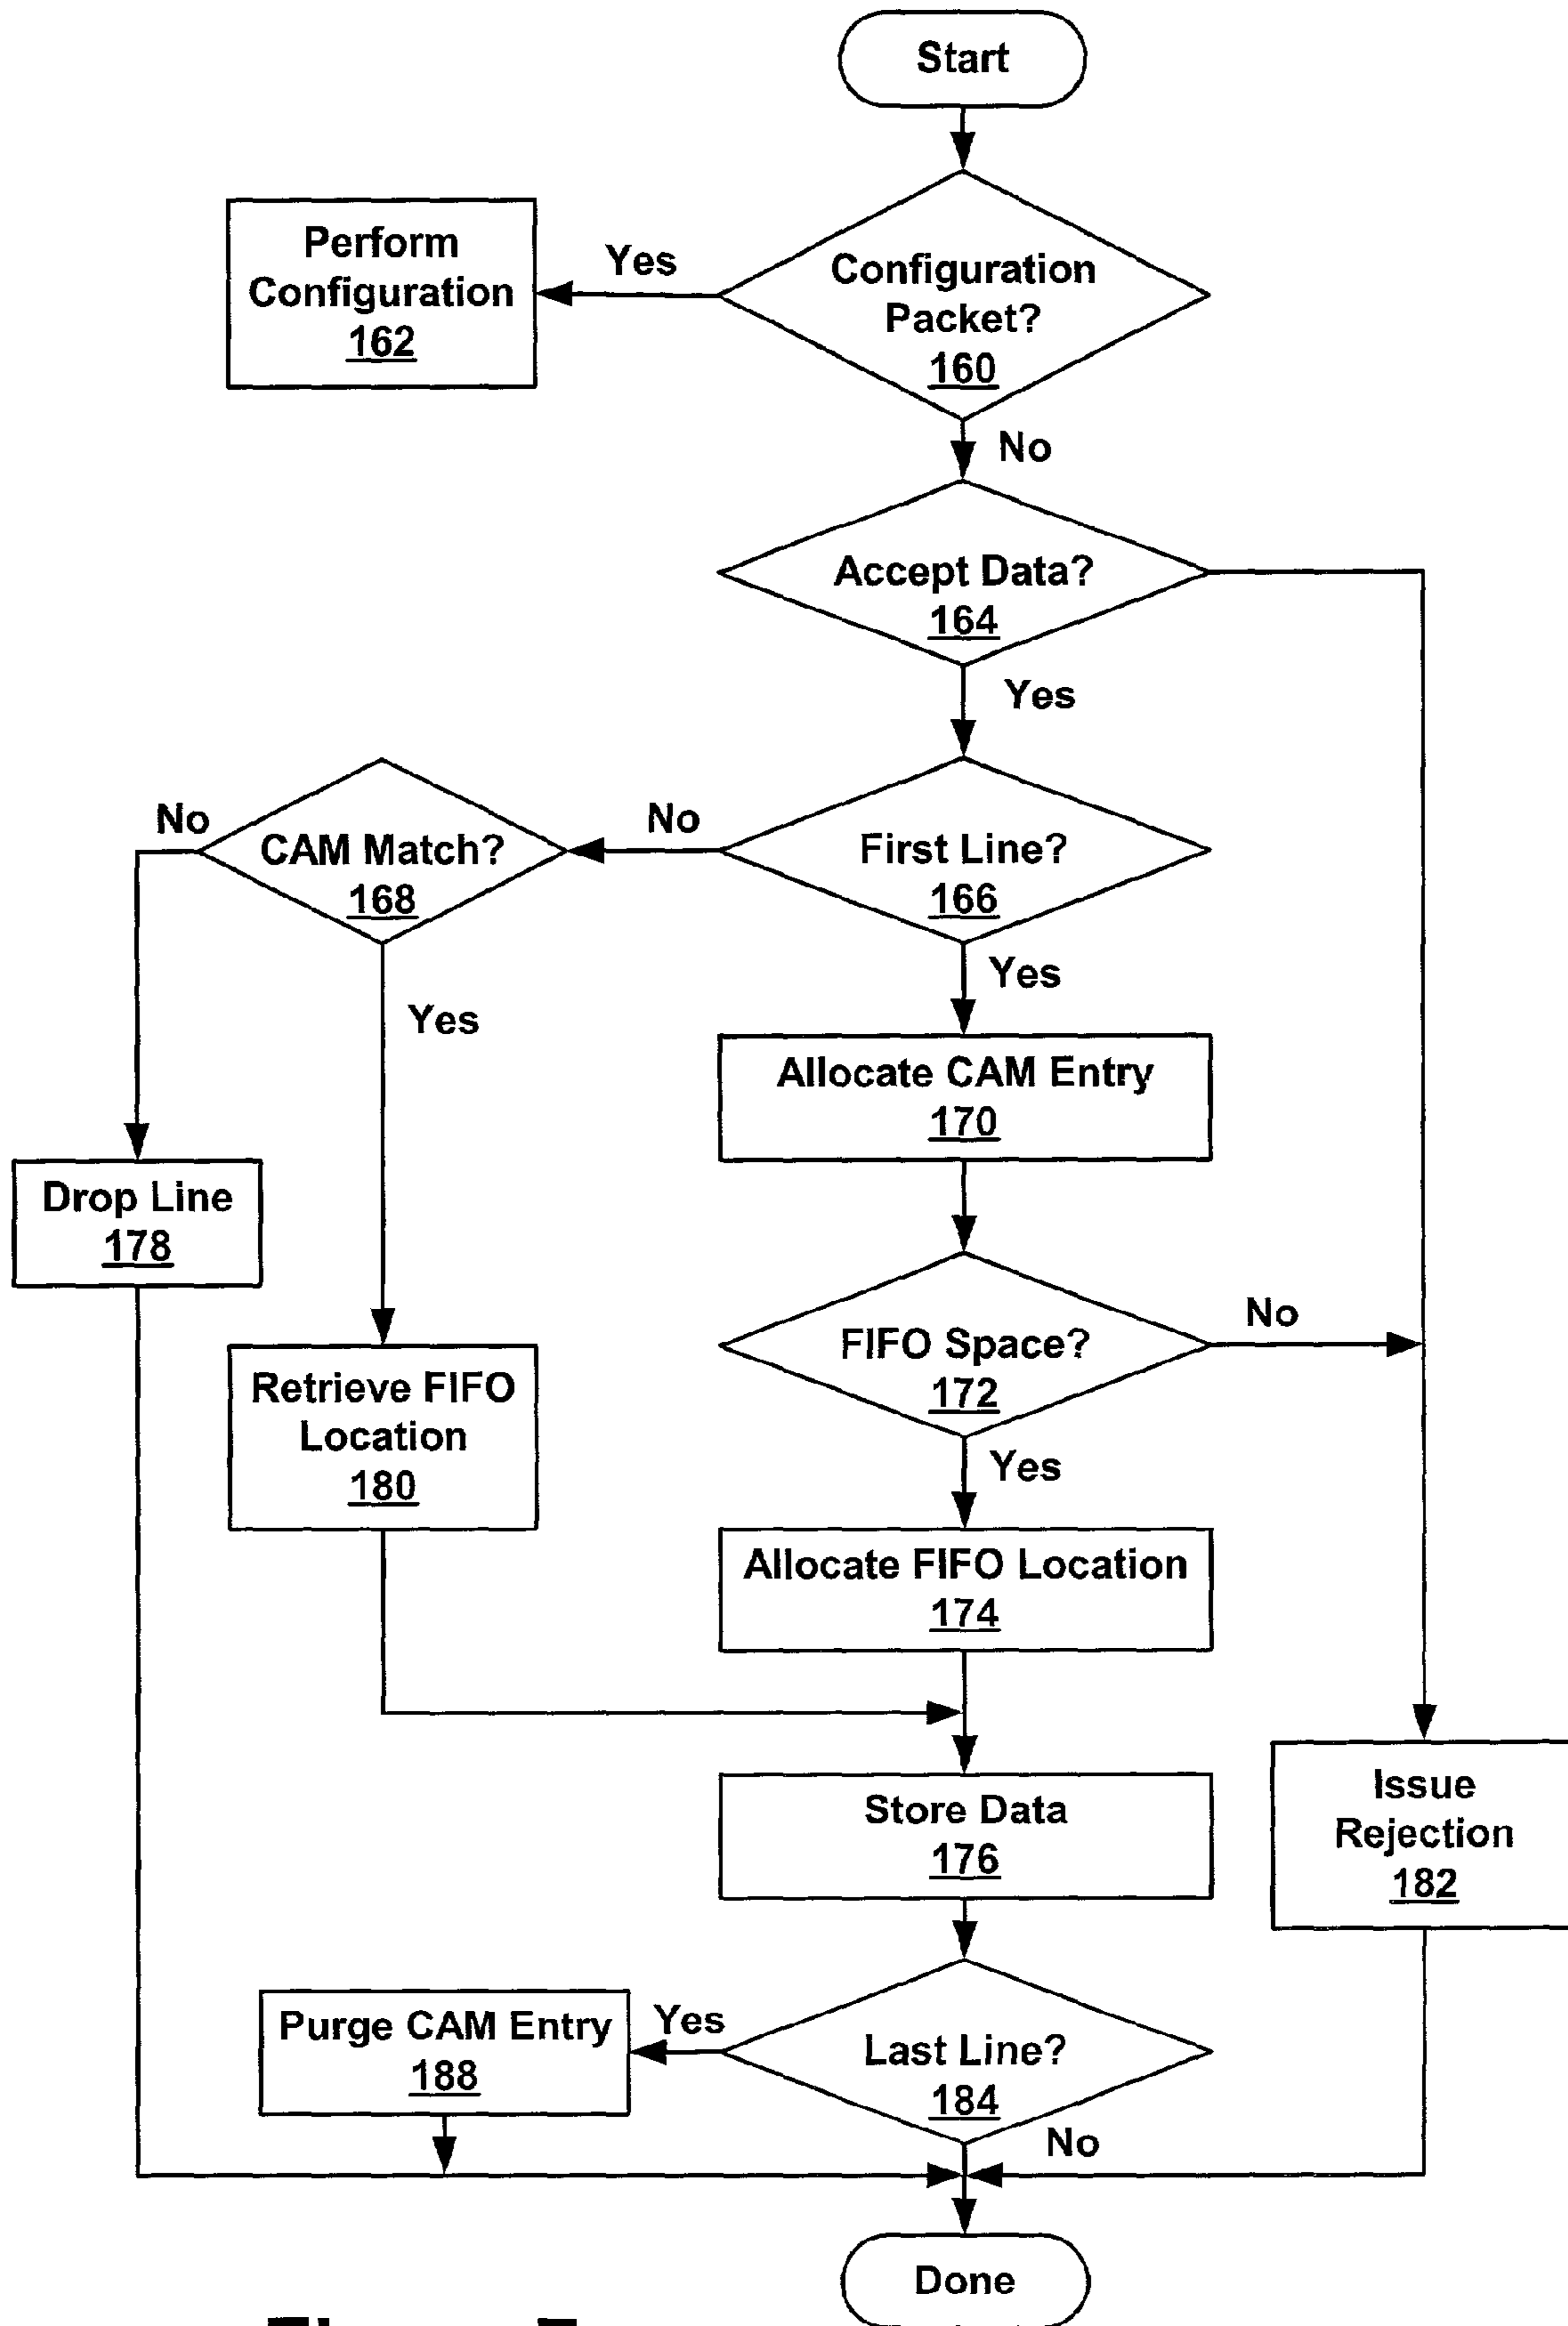 Start
Perform
Configuration
162
Yes
Configuration
Packet?
160
No
Accept Data?
164
Yes
No
CAM Match?
168
No
First Line?
166
Yes
Yes
Allocate CAM Entry
170
Drop Line
178
FIFO Space?
172
No
Retrieve FIFO
Location
180
Yes
Allocate FIFO Location
174
Store Data
176
Issue
Rejection
182
Purge CAM Entry
188
Yes
Last Line?
184
No
Done